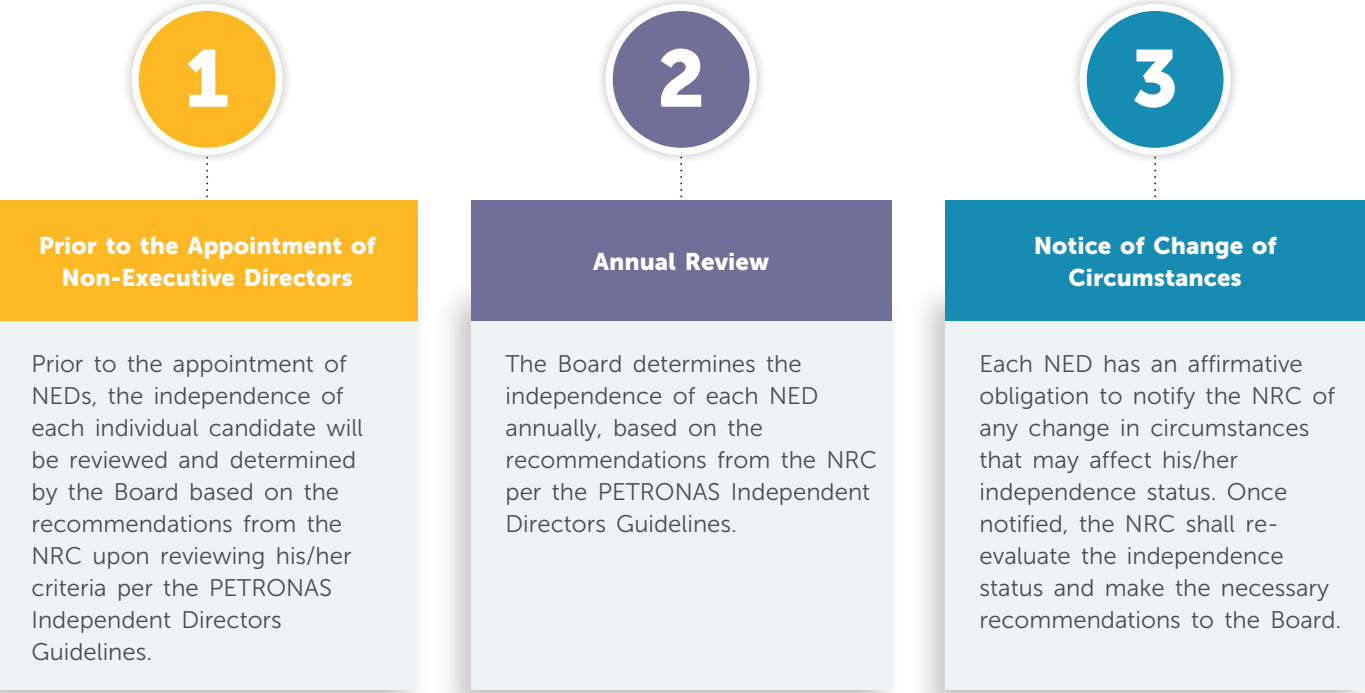 1
Prior to the Appointment of
Non-Executive Directors
Prior to the appointment of
NEDs, the independence of
each individual candidate will
be reviewed and determined
by the Board based on the
recommendations from the
NRC upon reviewing his/her
criteria per the PETRONAS
Independent Directors
Guidelines.
2
Annual Review
The Board determines the
independence of each NED
annually, based on the
recommendations from the NRC
per the PETRONAS Independent
Directors Guidelines.
3
Notice of Change of
Circumstances
Each NED has an affirmative
obligation to notify the NRC of
any change in circumstances
that may affect his/her
independence status. Once
notified, the NRC shall re-
evaluate the independence
status and make the necessary
recommendations to the Board.